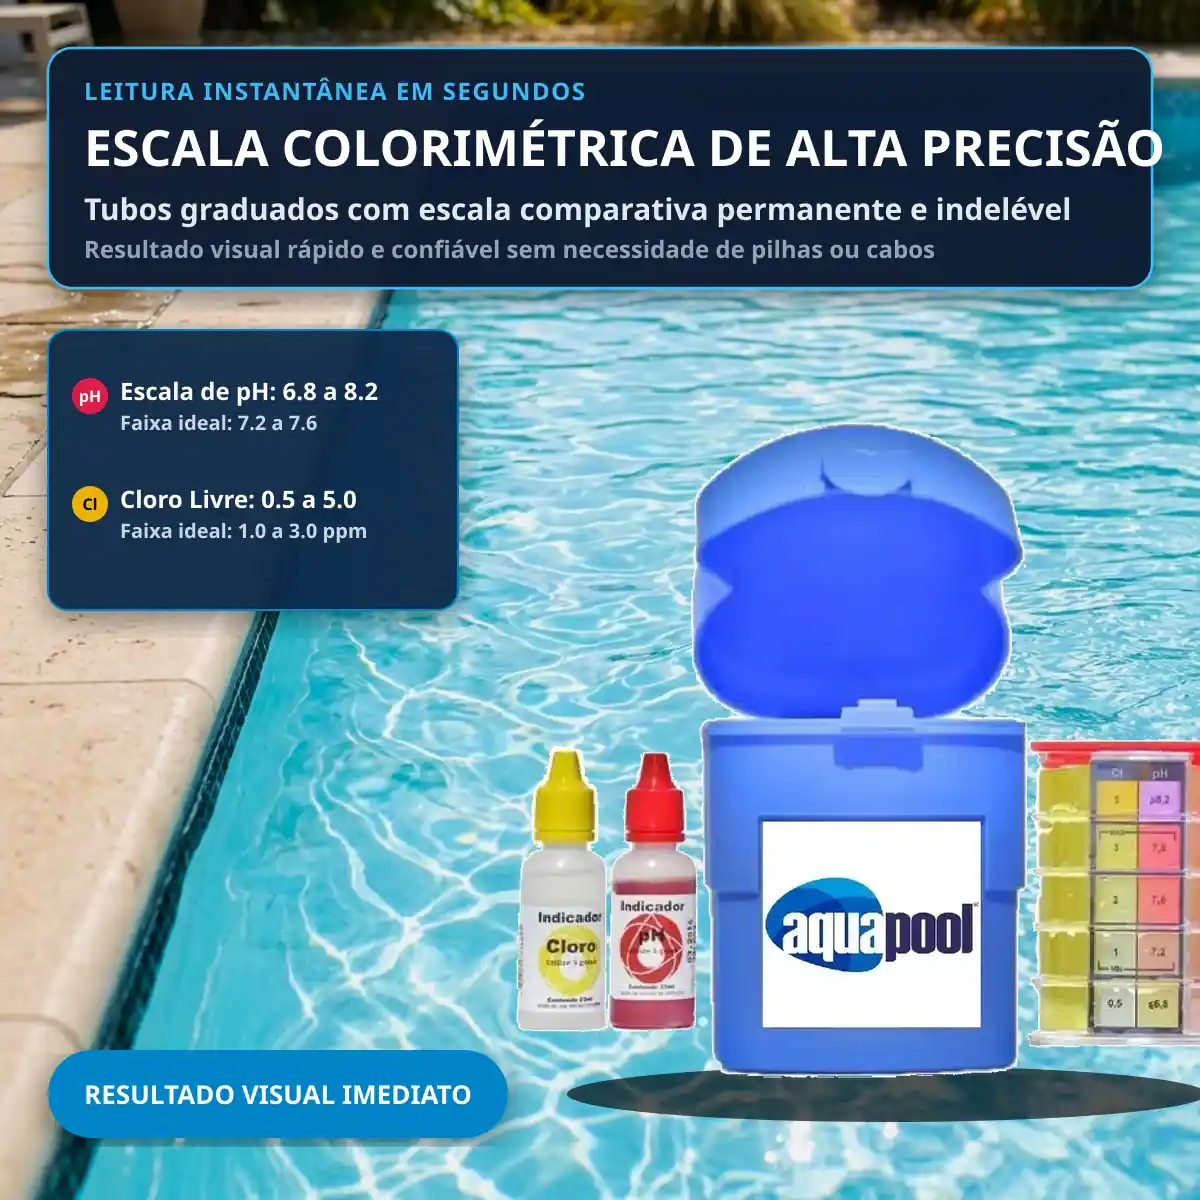 LEITURA INSTANTÂNEA EM SEGUNDOS
ESCALA COLORIMÉTRICA DE ALTA PRECISÃO
Tubos graduados com escala comparativa permanente e indelével
Resultado visual rápido e confiável sem necessidade de pilhas ou cabos
pH Escala de pH: 6.8 a 8.2
Faixa ideal: 7.2 a 7.6
Cl Cloro Livre: 0.5 a 5.0
Faixa ideal: 1.0 a 3.0 ppm
Indicador
Cloro
Indicador
pH
aquapool
Cl pH
5 ≥8,2
3 7,8
2 7,6
1 7,2
0,5 ≤6,8
RESULTADO VISUAL IMEDIATO